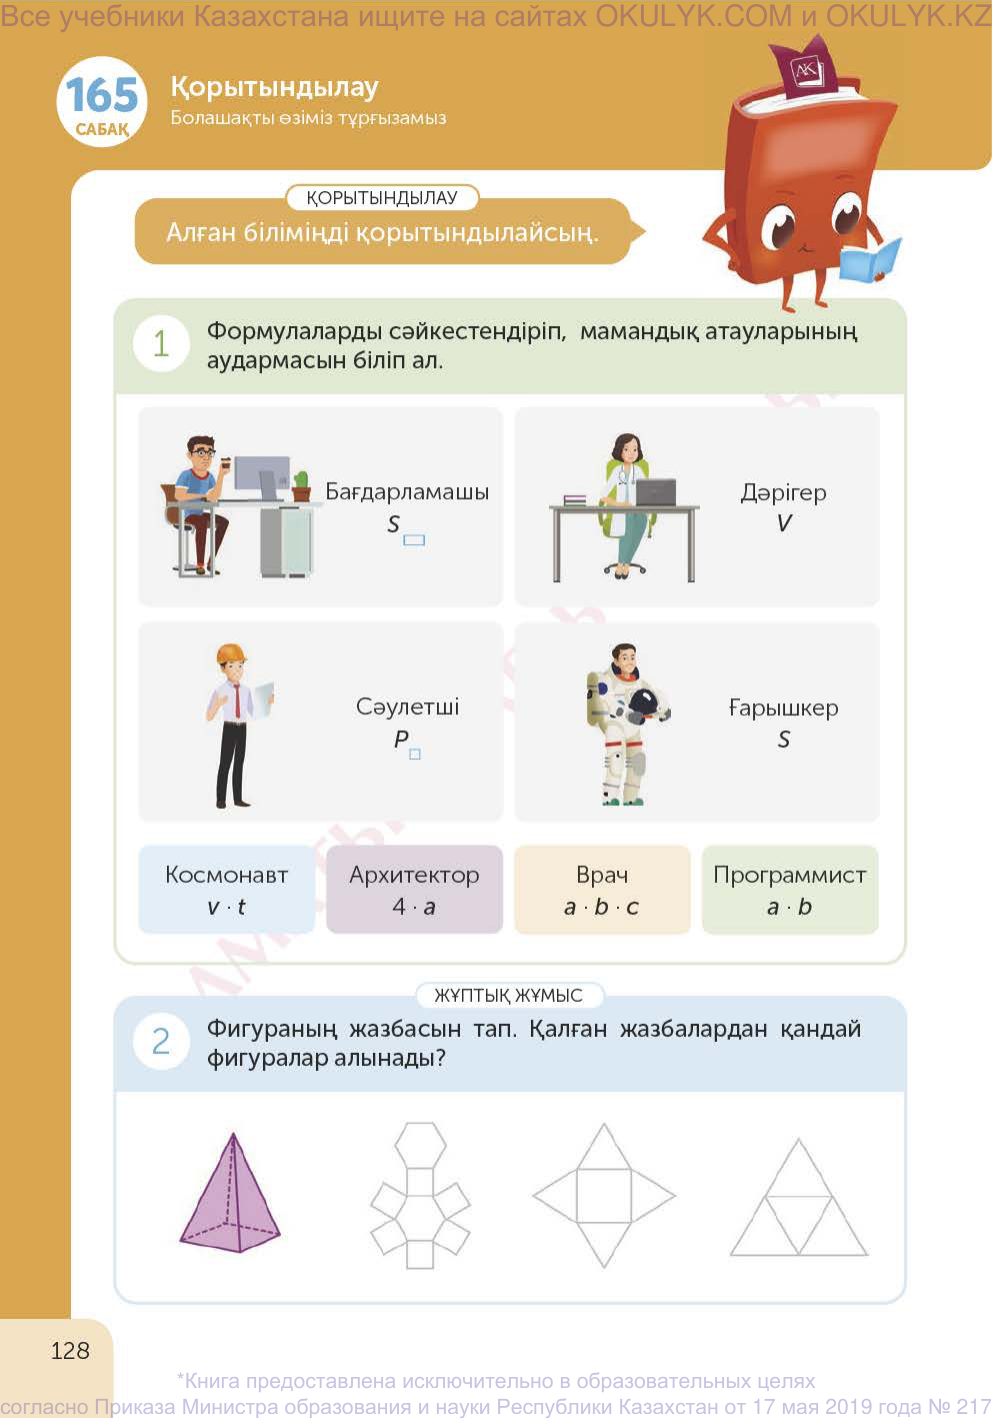 Все учебники Казахстана ищите на сайтах OKULYK.COM и OKULYK.KZ
165
САБАҚ
Қорытындылау
Болашақты өзіміз тұрғызамыз
АК
ҚОРЫТЫНДЫЛАУ
Алған біліміңді қорытындылайсың.
1
Формулаларды сәйкестендіріп, мамандық атауларының
аудармасын біліп ал.
Бағдарламашы
S▭
Дәрігер
V
Сәулетші
P□
Ғарышкер
S
Космонавт
v · t
Архитектор
4 · a
Врач
a · b · c
Программист
a · b
ЖҰПТЫҚ ЖҰМЫС
2
Фигураның жазбасын тап. Қалған жазбалардан қандай
фигуралар алынады?
128
*Книга предоставлена исключительно в образовательных целях
согласно Приказа Министра образования и науки Республики Казахстан от 17 мая 2019 года № 217